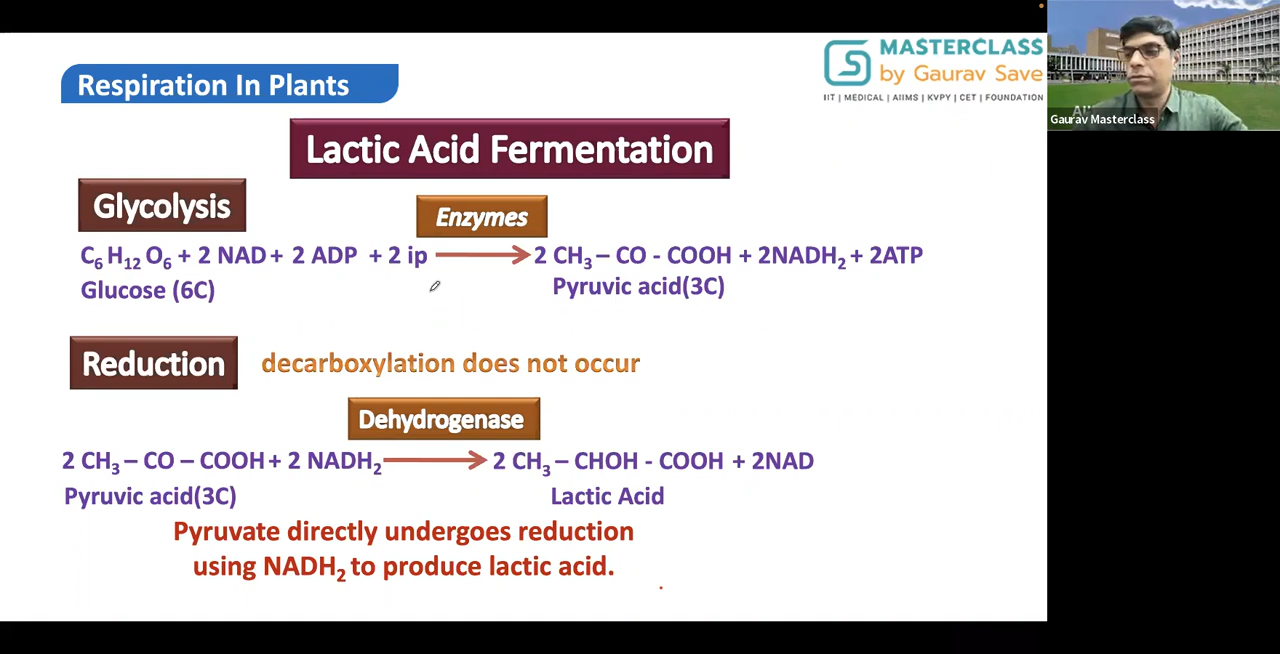 Respiration In Plants
MASTERCLASS
by Gaurav Save
IIT | MEDICAL | AIIMS | KVPY | CET | FOUNDATION
Gaurav Masterclass
Lactic Acid Fermentation
Glycolysis
Enzymes
C₆ H₁₂ O₆ + 2 NAD + 2 ADP + 2 ip ⟶ 2 CH₃ – CO - COOH + 2NADH₂ + 2ATP
Glucose (6C) Pyruvic acid(3C)
Reduction decarboxylation does not occur
Dehydrogenase
2 CH₃ – CO – COOH + 2 NADH₂ ⟶ 2 CH₃ – CHOH - COOH + 2NAD
Pyruvic acid(3C) Lactic Acid
Pyruvate directly undergoes reduction
using NADH₂ to produce lactic acid.